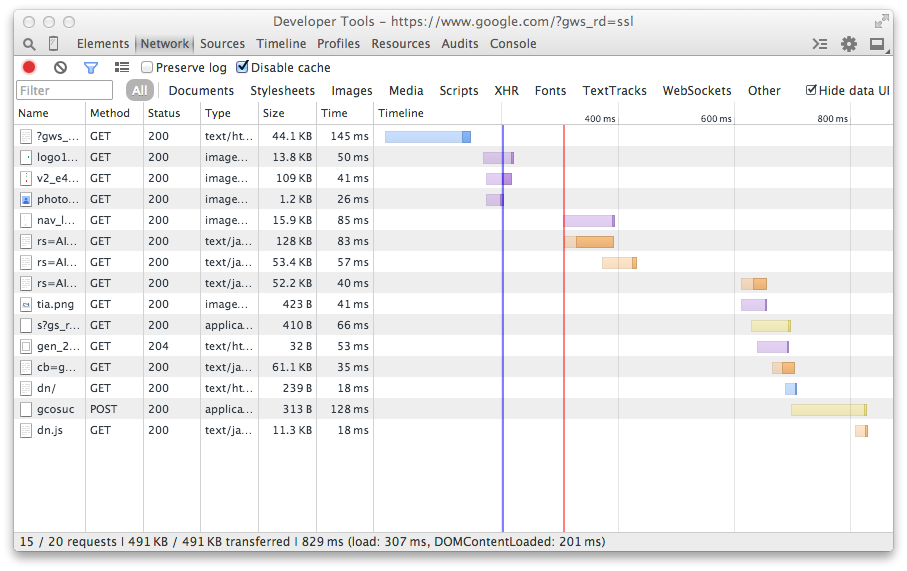 Developer Tools – https://www.google.com/?gws_rd=ssl
Elements Network Sources Timeline Profiles Resources Audits Console
Preserve log Disable cache
Filter All Documents Stylesheets Images Media Scripts XHR Fonts TextTracks WebSockets Other Hide data UI
Name Method Status Type Size Time Timeline 400 ms 600 ms 800 ms
?gws_... GET 200 text/ht... 44.1 KB 145 ms
logo1... GET 200 image... 13.8 KB 50 ms
v2_e4... GET 200 image... 109 KB 41 ms
photo... GET 200 image... 1.2 KB 26 ms
nav_l... GET 200 image... 15.9 KB 85 ms
rs=AI... GET 200 text/ja... 128 KB 83 ms
rs=AI... GET 200 text/ja... 53.4 KB 57 ms
rs=AI... GET 200 text/ja... 52.2 KB 40 ms
tia.png GET 200 image... 423 B 41 ms
s?gs_r... GET 200 applica... 410 B 66 ms
gen_2... GET 204 text/ht... 32 B 53 ms
cb=g... GET 200 text/ja... 61.1 KB 35 ms
dn/ GET 200 text/ht... 239 B 18 ms
gcosuc POST 200 applica... 313 B 128 ms
dn.js GET 200 text/ja... 11.3 KB 18 ms
15 / 20 requests | 491 KB / 491 KB transferred | 829 ms (load: 307 ms, DOMContentLoaded: 201 ms)